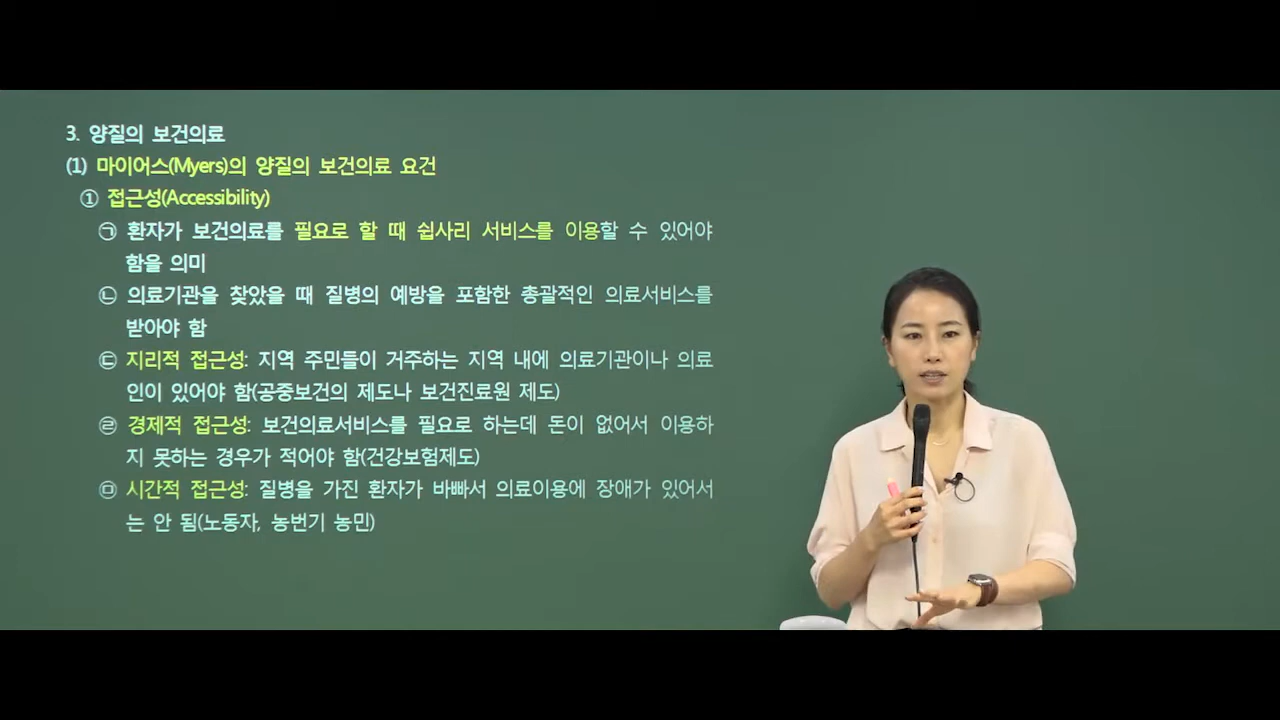 3. 양질의 보건의료
(1) 마이어스(Myers)의 양질의 보건의료 요건
① 접근성(Accessibility)
㉠ 환자가 보건의료를 필요로 할 때 쉽사리 서비스를 이용할 수 있어야
함을 의미
㉡ 의료기관을 찾았을 때 질병의 예방을 포함한 총괄적인 의료서비스를
받아야 함
㉢ 지리적 접근성: 지역 주민들이 거주하는 지역 내에 의료기관이나 의료
인이 있어야 함(공중보건의 제도나 보건진료원 제도)
㉣ 경제적 접근성: 보건의료서비스를 필요로 하는데 돈이 없어서 이용하
지 못하는 경우가 적어야 함(건강보험제도)
㉤ 시간적 접근성: 질병을 가진 환자가 바빠서 의료이용에 장애가 있어서
는 안 됨(노동자, 농번기 농민)